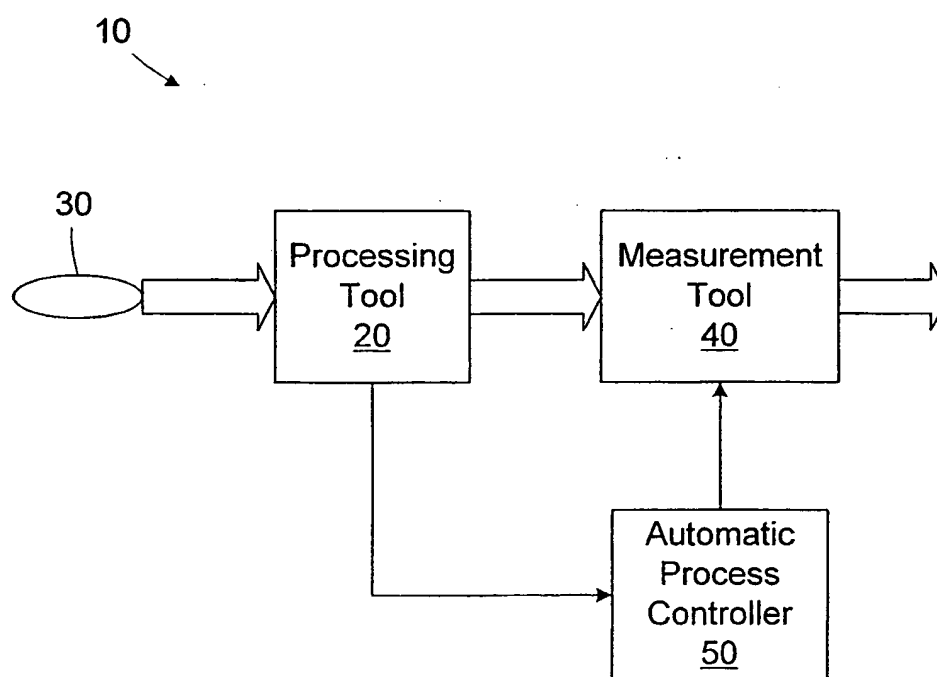 10
30
Processing
Tool
20
Measurement
Tool
40
Automatic
Process
Controller
50